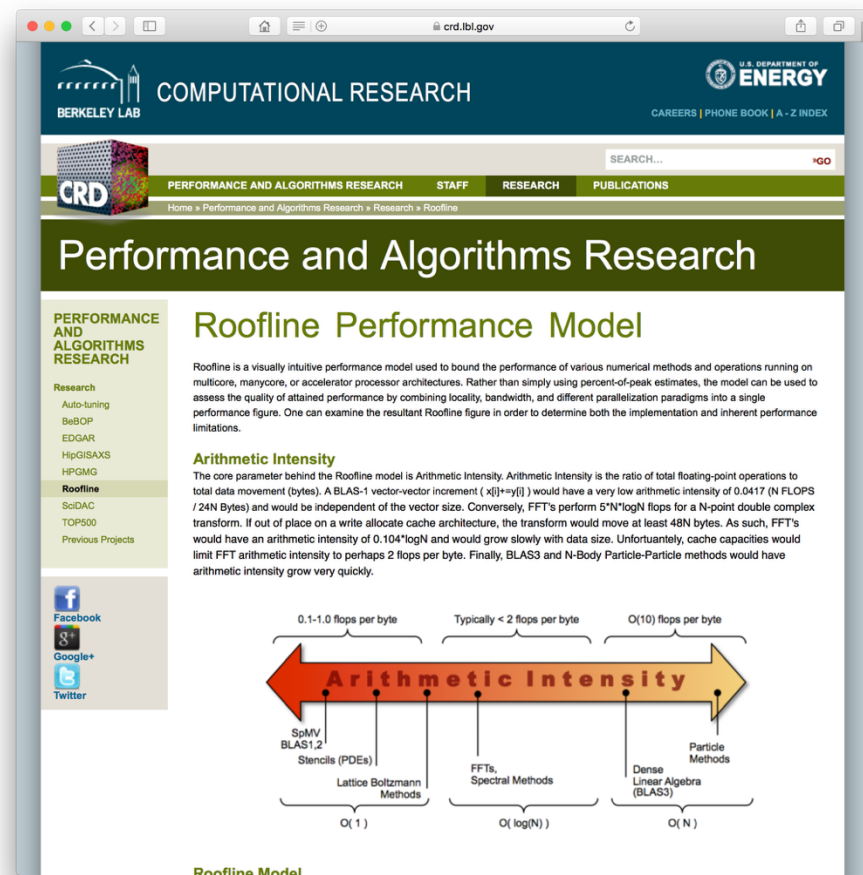 crd.lbl.gov
BERKELEY LAB
COMPUTATIONAL RESEARCH
U.S. DEPARTMENT OF
ENERGY
CAREERS | PHONE BOOK | A - Z INDEX
SEARCH...
»GO
CRD
PERFORMANCE AND ALGORITHMS RESEARCH STAFF RESEARCH PUBLICATIONS
Home » Performance and Algorithms Research » Research » Roofline
Performance and Algorithms Research
PERFORMANCE
AND
ALGORITHMS
RESEARCH
Research
Auto-tuning
BeBOP
EDGAR
HipGISAXS
HPGMG
Roofline
SciDAC
TOP500
Previous Projects
Facebook
Google+
Twitter
Roofline Performance Model
Roofline is a visually intuitive performance model used to bound the performance of various numerical methods and operations running on
multicore, manycore, or accelerator processor architectures. Rather than simply using percent-of-peak estimates, the model can be used to
assess the quality of attained performance by combining locality, bandwidth, and different parallelization paradigms into a single
performance figure. One can examine the resultant Roofline figure in order to determine both the implementation and inherent performance
limitations.
Arithmetic Intensity
The core parameter behind the Roofline model is Arithmetic Intensity. Arithmetic Intensity is the ratio of total floating-point operations to
total data movement (bytes). A BLAS-1 vector-vector increment ( x[i]+=y[i] ) would have a very low arithmetic intensity of 0.0417 (N FLOPS
/ 24N Bytes) and would be independent of the vector size. Conversely, FFT's perform 5*N*logN flops for a N-point double complex
transform. If out of place on a write allocate cache architecture, the transform would move at least 48N bytes. As such, FFT's
would have an arithmetic intensity of 0.104*logN and would grow slowly with data size. Unfortuantely, cache capacities would
limit FFT arithmetic intensity to perhaps 2 flops per byte. Finally, BLAS3 and N-Body Particle-Particle methods would have
arithmetic intensity grow very quickly.
0.1-1.0 flops per byte
Typically < 2 flops per byte
O(10) flops per byte
Arithmetic Intensity
SpMV
BLAS1,2
Stencils (PDEs)
Lattice Boltzmann
Methods
FFTs,
Spectral Methods
Dense
Linear Algebra
(BLAS3)
Particle
Methods
O( 1 )
O( log(N) )
O( N )
Roofline Model